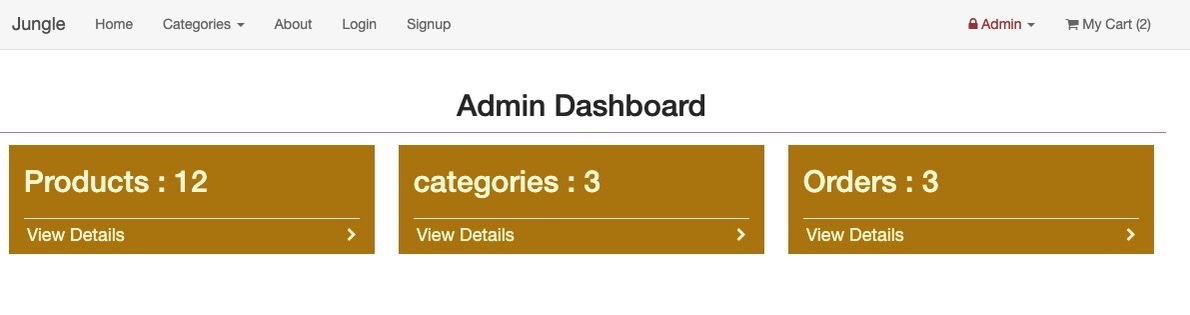 Jungle Home Categories About Login Signup Admin My Cart (2)
Admin Dashboard
Products : 12 categories : 3 Orders : 3
View Details View Details View Details